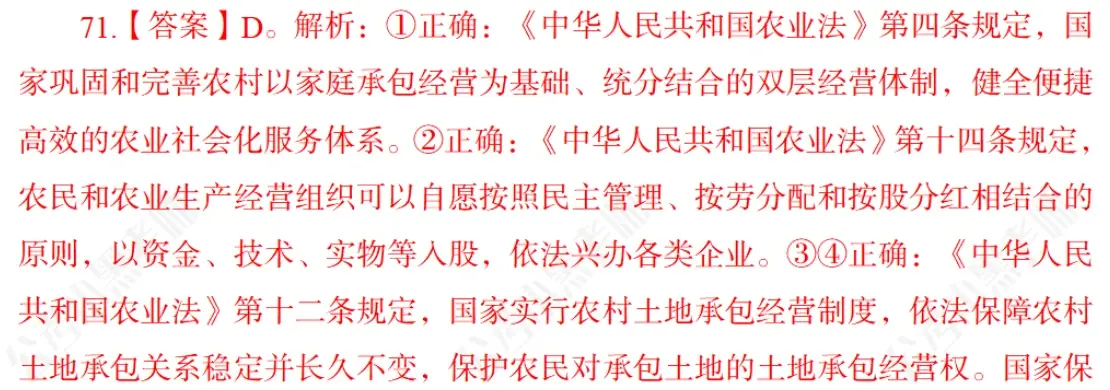 71.【答案】D。解析：①正确：《中华人民共和国农业法》第四条规定，国
家巩固和完善农村以家庭承包经营为基础、统分结合的双层经营体制，健全便捷
高效的农业社会化服务体系。②正确：《中华人民共和国农业法》第十四条规定，
农民和农业生产经营组织可以自愿按照民主管理、按劳分配和按股分红相结合的
原则，以资金、技术、实物等入股，依法兴办各类企业。③④正确：《中华人民
共和国农业法》第十二条规定，国家实行农村土地承包经营制度，依法保障农村
土地承包关系稳定并长久不变，保护农民对承包土地的土地承包经营权。国家保